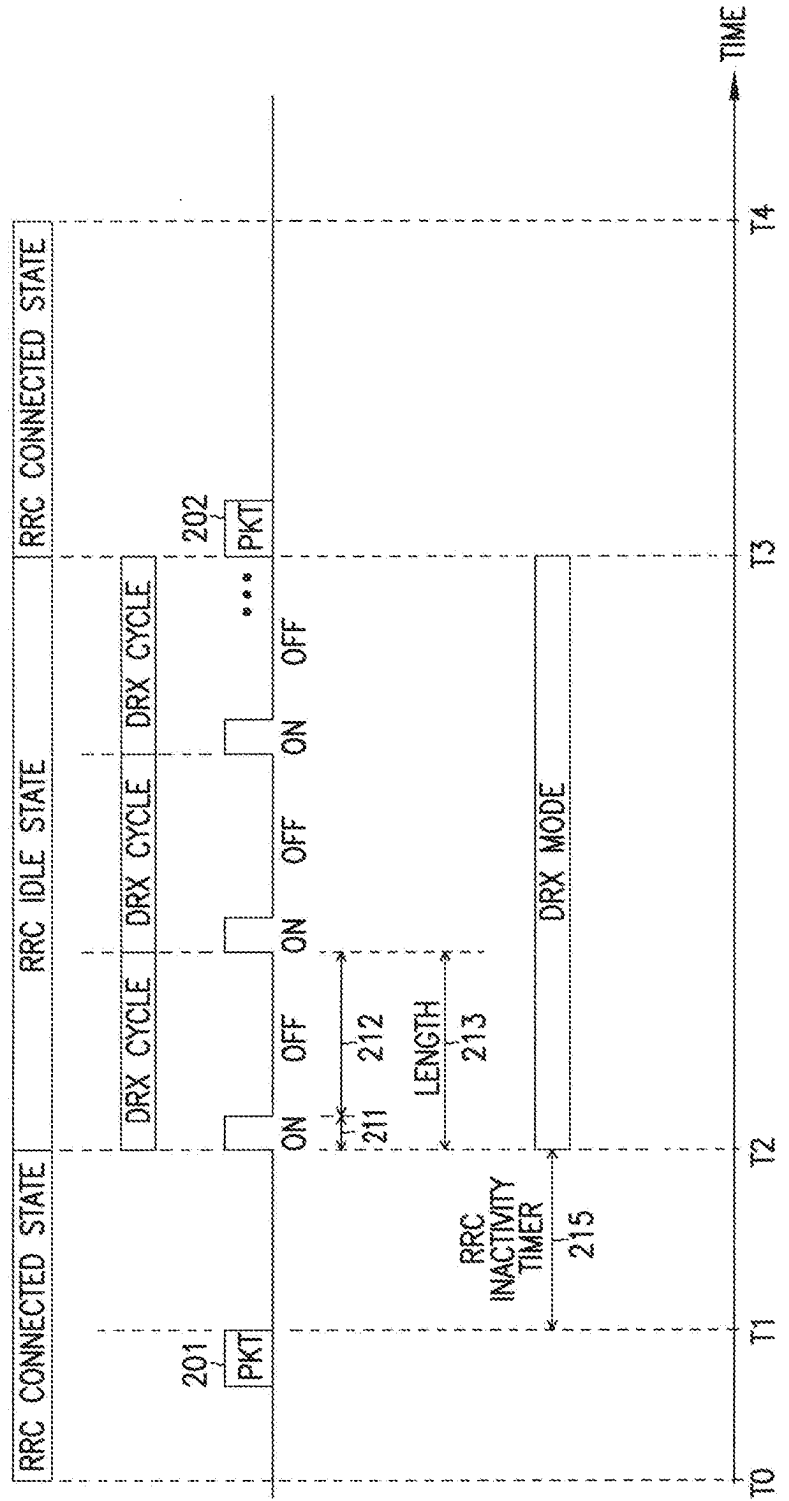 RRC CONNECTED STATE
RRC IDLE STATE
RRC CONNECTED STATE
DRX CYCLE
DRX CYCLE
DRX CYCLE
201
PKT
202
PKT
ON
OFF
ON
OFF
ON
OFF
211
212
LENGTH
213
RRC
INACTIVITY
TIMER
215
DRX MODE
T0
T1
T2
T3
T4
TIME